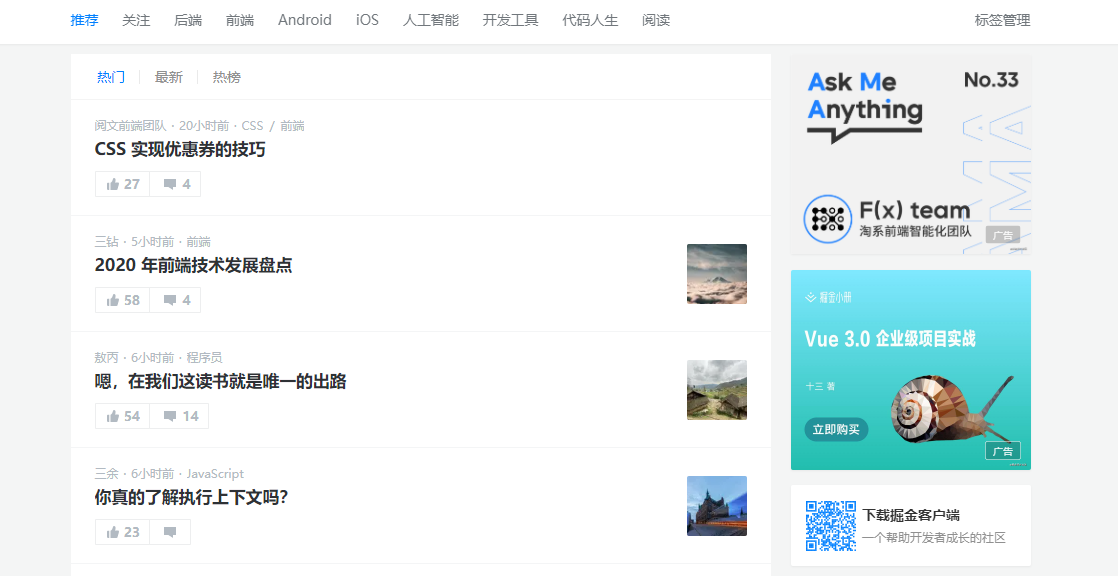 推荐 关注 后端 前端 Android iOS 人工智能 开发工具 代码人生 阅读 标签管理
热门 最新 热榜
阅文前端团队 · 20小时前 · CSS / 前端
CSS 实现优惠券的技巧
27 4
三钻 · 5小时前 · 前端
2020 年前端技术发展盘点
58 4
敖丙 · 6小时前 · 程序员
嗯，在我们这读书就是唯一的出路
54 14
三余 · 6小时前 · JavaScript
你真的了解执行上下文吗？
23
Ask Me
Anything
No.33
F(x) team
淘系前端智能化团队
广告
掘金小册
Vue 3.0 企业级项目实战
十三 著
立即购买
广告
下载掘金客户端
一个帮助开发者成长的社区